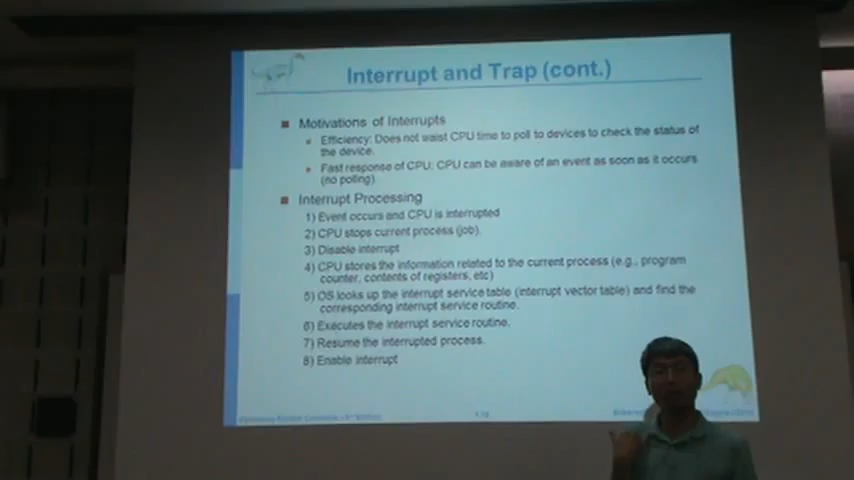 Interrupt and Trap (cont.)
Motivations of Interrupts
Efficiency: Does not waist CPU time to poll to devices to check the status of
the device.
Fast response of CPU: CPU can be aware of an event as soon as it occurs
(no polling)
Interrupt Processing
1) Event occurs and CPU is interrupted
2) CPU stops current process (job).
3) Disable interrupt
4) CPU stores the information related to the current process (e.g., program
counter, contents of registers, etc)
5) OS looks up the interrupt service table (interrupt vector table) and find the
corresponding interrupt service routine.
6) Executes the interrupt service routine.
7) Resume the interrupted process.
8) Enable interrupt